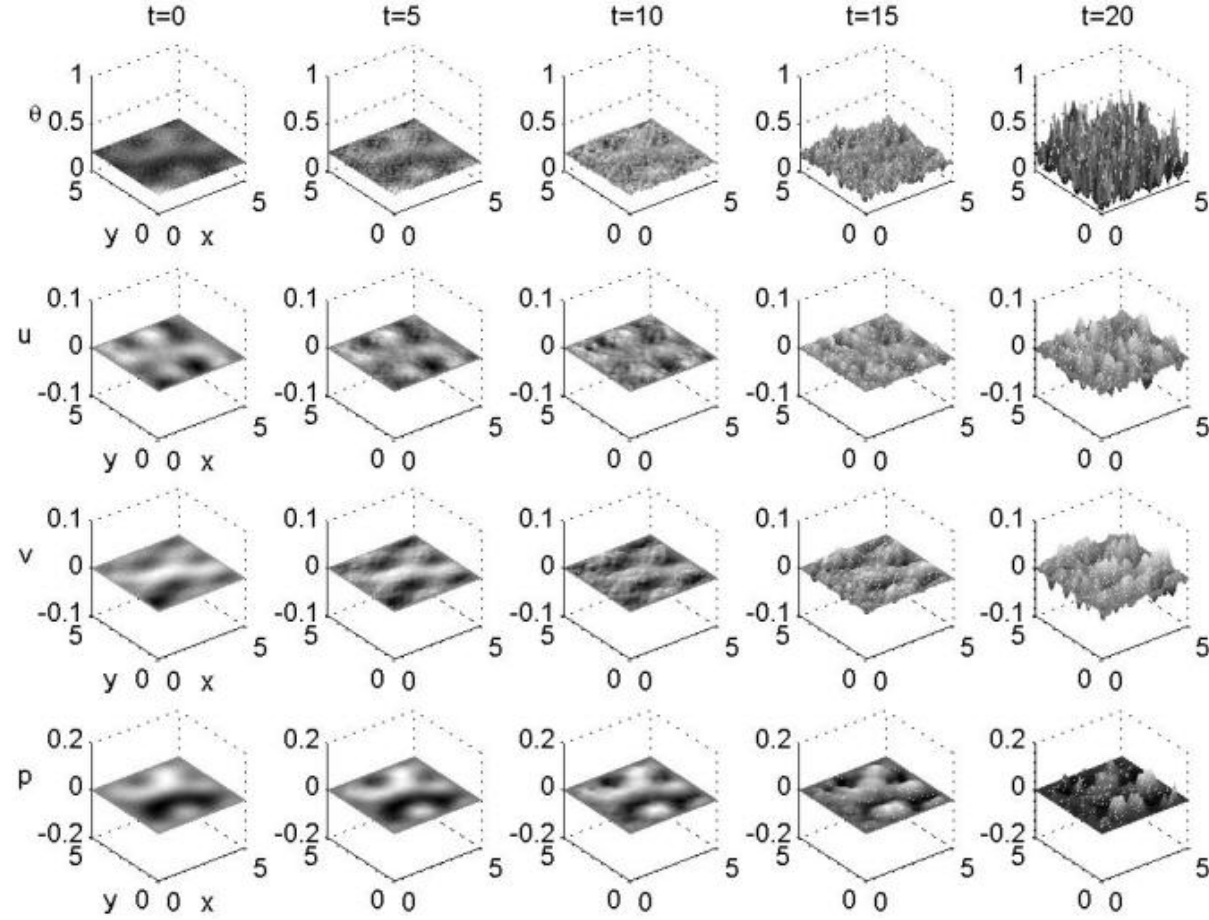 t=0 t=5 t=10 t=15 t=20
1 1 1 1 1
θ 0.5 0.5 0.5 0.5 0.5
0 0 0 0 0
5 5 5 5 5 5 5 5 5 5
y 0 0 x 0 0 0 0 0 0 0 0
0.1 0.1 0.1 0.1 0.1
u 0 0 0 0 0
-0.1 -0.1 -0.1 -0.1 -0.1
5 5 5 5 5 5 5 5 5 5
y 0 0 x 0 0 0 0 0 0 0 0
0.1 0.1 0.1 0.1 0.1
v 0 0 0 0 0
-0.1 -0.1 -0.1 -0.1 -0.1
5 5 5 5 5 5 5 5 5 5
y 0 0 x 0 0 0 0 0 0 0 0
0.2 0.2 0.2 0.2 0.2
p 0 0 0 0 0
-0.2 -0.2 -0.2 -0.2 -0.2
5 5 5 5 5 5 5 5 5 5
y 0 0 x 0 0 0 0 0 0 0 0